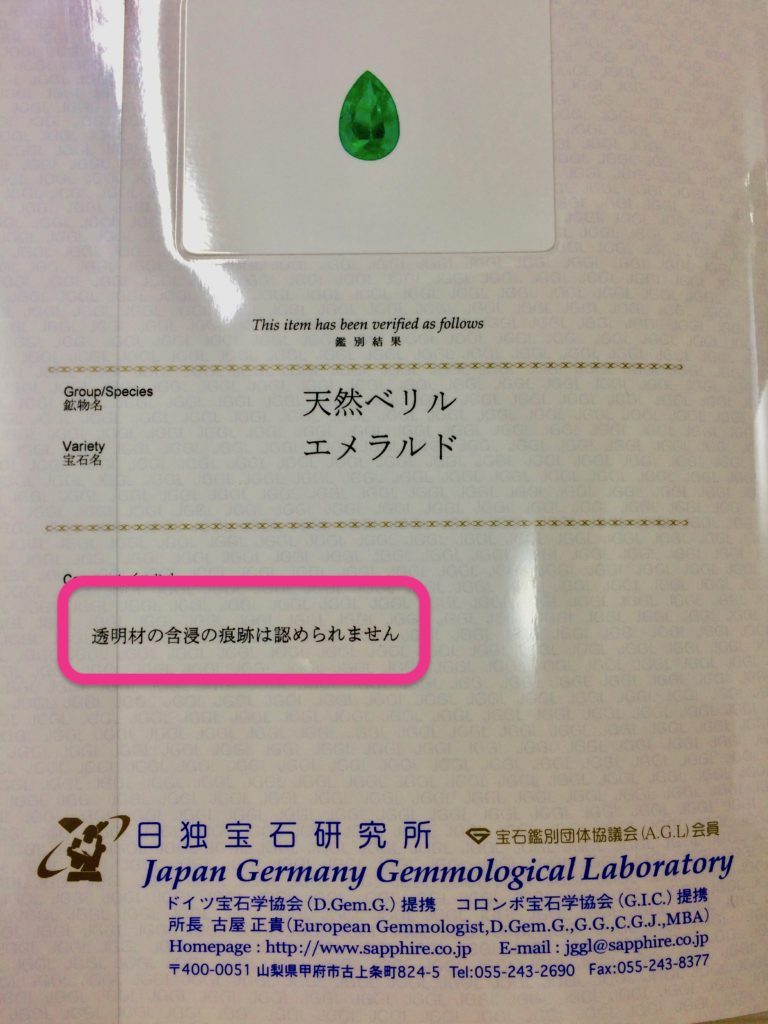 This item has been verified as follows
鑑別結果
Group/Species
鉱物名
天然ベリル
Variety
宝石名
エメラルド
透明材の含浸の痕跡は認められません
日独宝石研究所
宝石鑑別団体協議会(A.G.L)会員
Japan Germany Gemmological Laboratory
ドイツ宝石学協会(D.Gem.G.)提携 コロンボ宝石学協会(G.I.C.)提携
所長 古屋 正貴(European Gemmologist,D.Gem.G.,G.G.,C.G.J.,MBA)
Homepage : http://www.sapphire.co.jp E-mail : jggl@sapphire.co.jp
〒400-0051 山梨県甲府市古上条町824-5 Tel:055-243-2690 Fax:055-243-8377